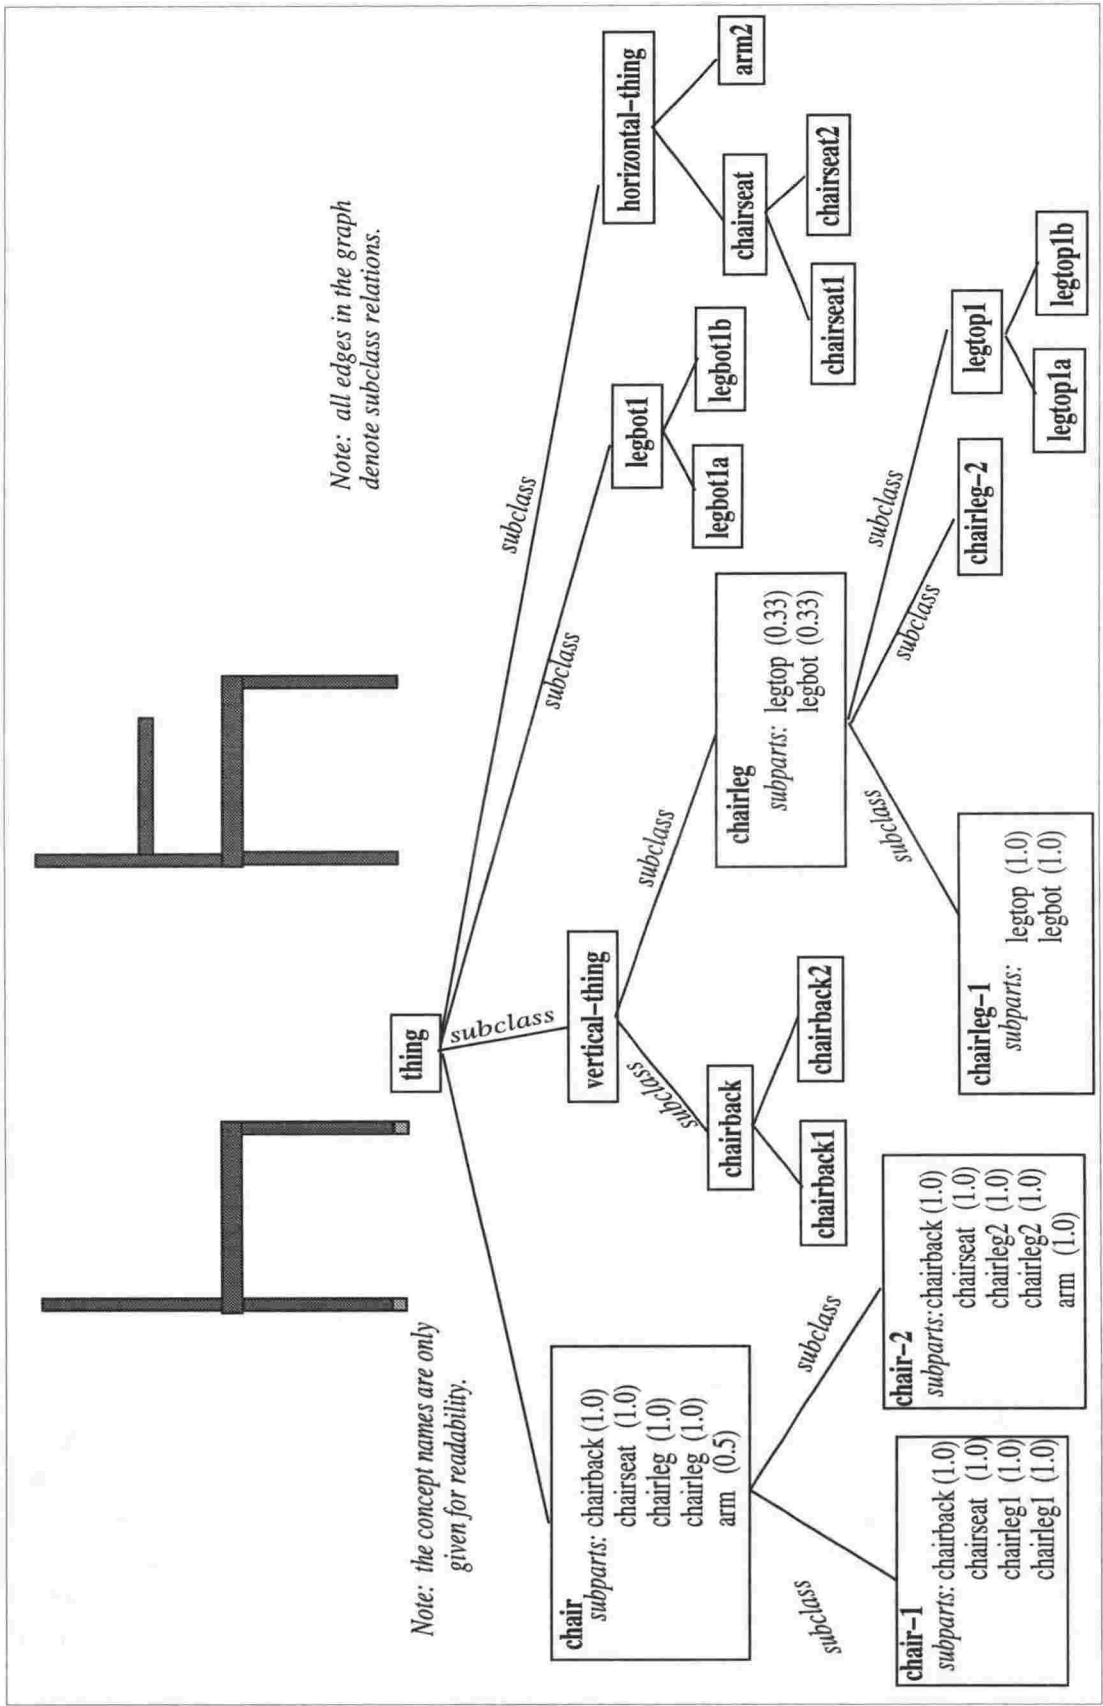 Note: all edges in the graph
denote subclass relations.
Note: the concept names are only
given for readability.
thing
subclass
subclass
subclass
vertical-thing
legbot1
horizontal-thing
chair
subparts: chairback (1.0)
chairseat (1.0)
chairleg (1.0)
chairleg (1.0)
arm (0.5)
subclass
subclass
chairback
chairleg
subparts: legtop (0.33)
legbot (0.33)
legbot1a
legbot1b
chairseat
arm2
chairback1
chairback2
chairseat1
chairseat2
subclass
subclass
subclass
subclass
subclass
chair-1
subparts: chairback (1.0)
chairseat (1.0)
chairleg1 (1.0)
chairleg1 (1.0)
chair-2
subparts: chairback (1.0)
chairseat (1.0)
chairleg2 (1.0)
chairleg2 (1.0)
arm (1.0)
chairleg-1
subparts: legtop (1.0)
legbot (1.0)
chairleg-2
legtop1
legtop1a
legtop1b